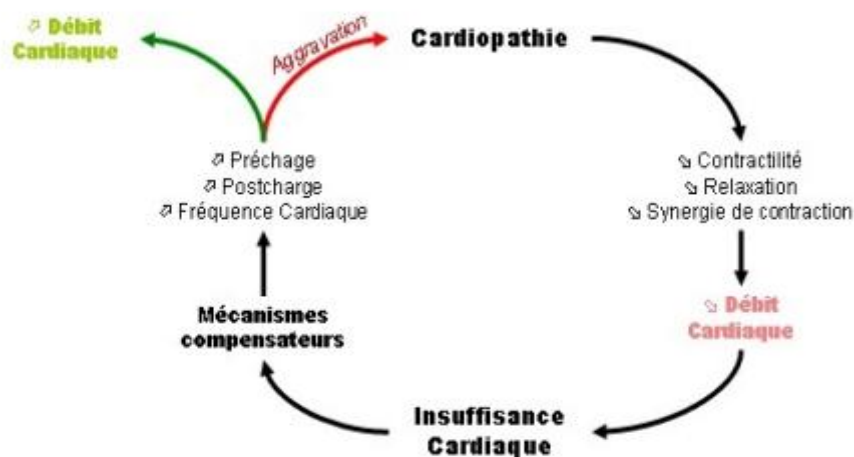 ⇗ Débit
Cardiaque
Aggravation
Cardiopathie
⇗ Préchage
⇗ Postcharge
⇗ Fréquence Cardiaque
⇘ Contractilité
⇘ Relaxation
⇘ Synergie de contraction
Mécanismes
compensateurs
⇘ Débit
Cardiaque
Insuffisance
Cardiaque